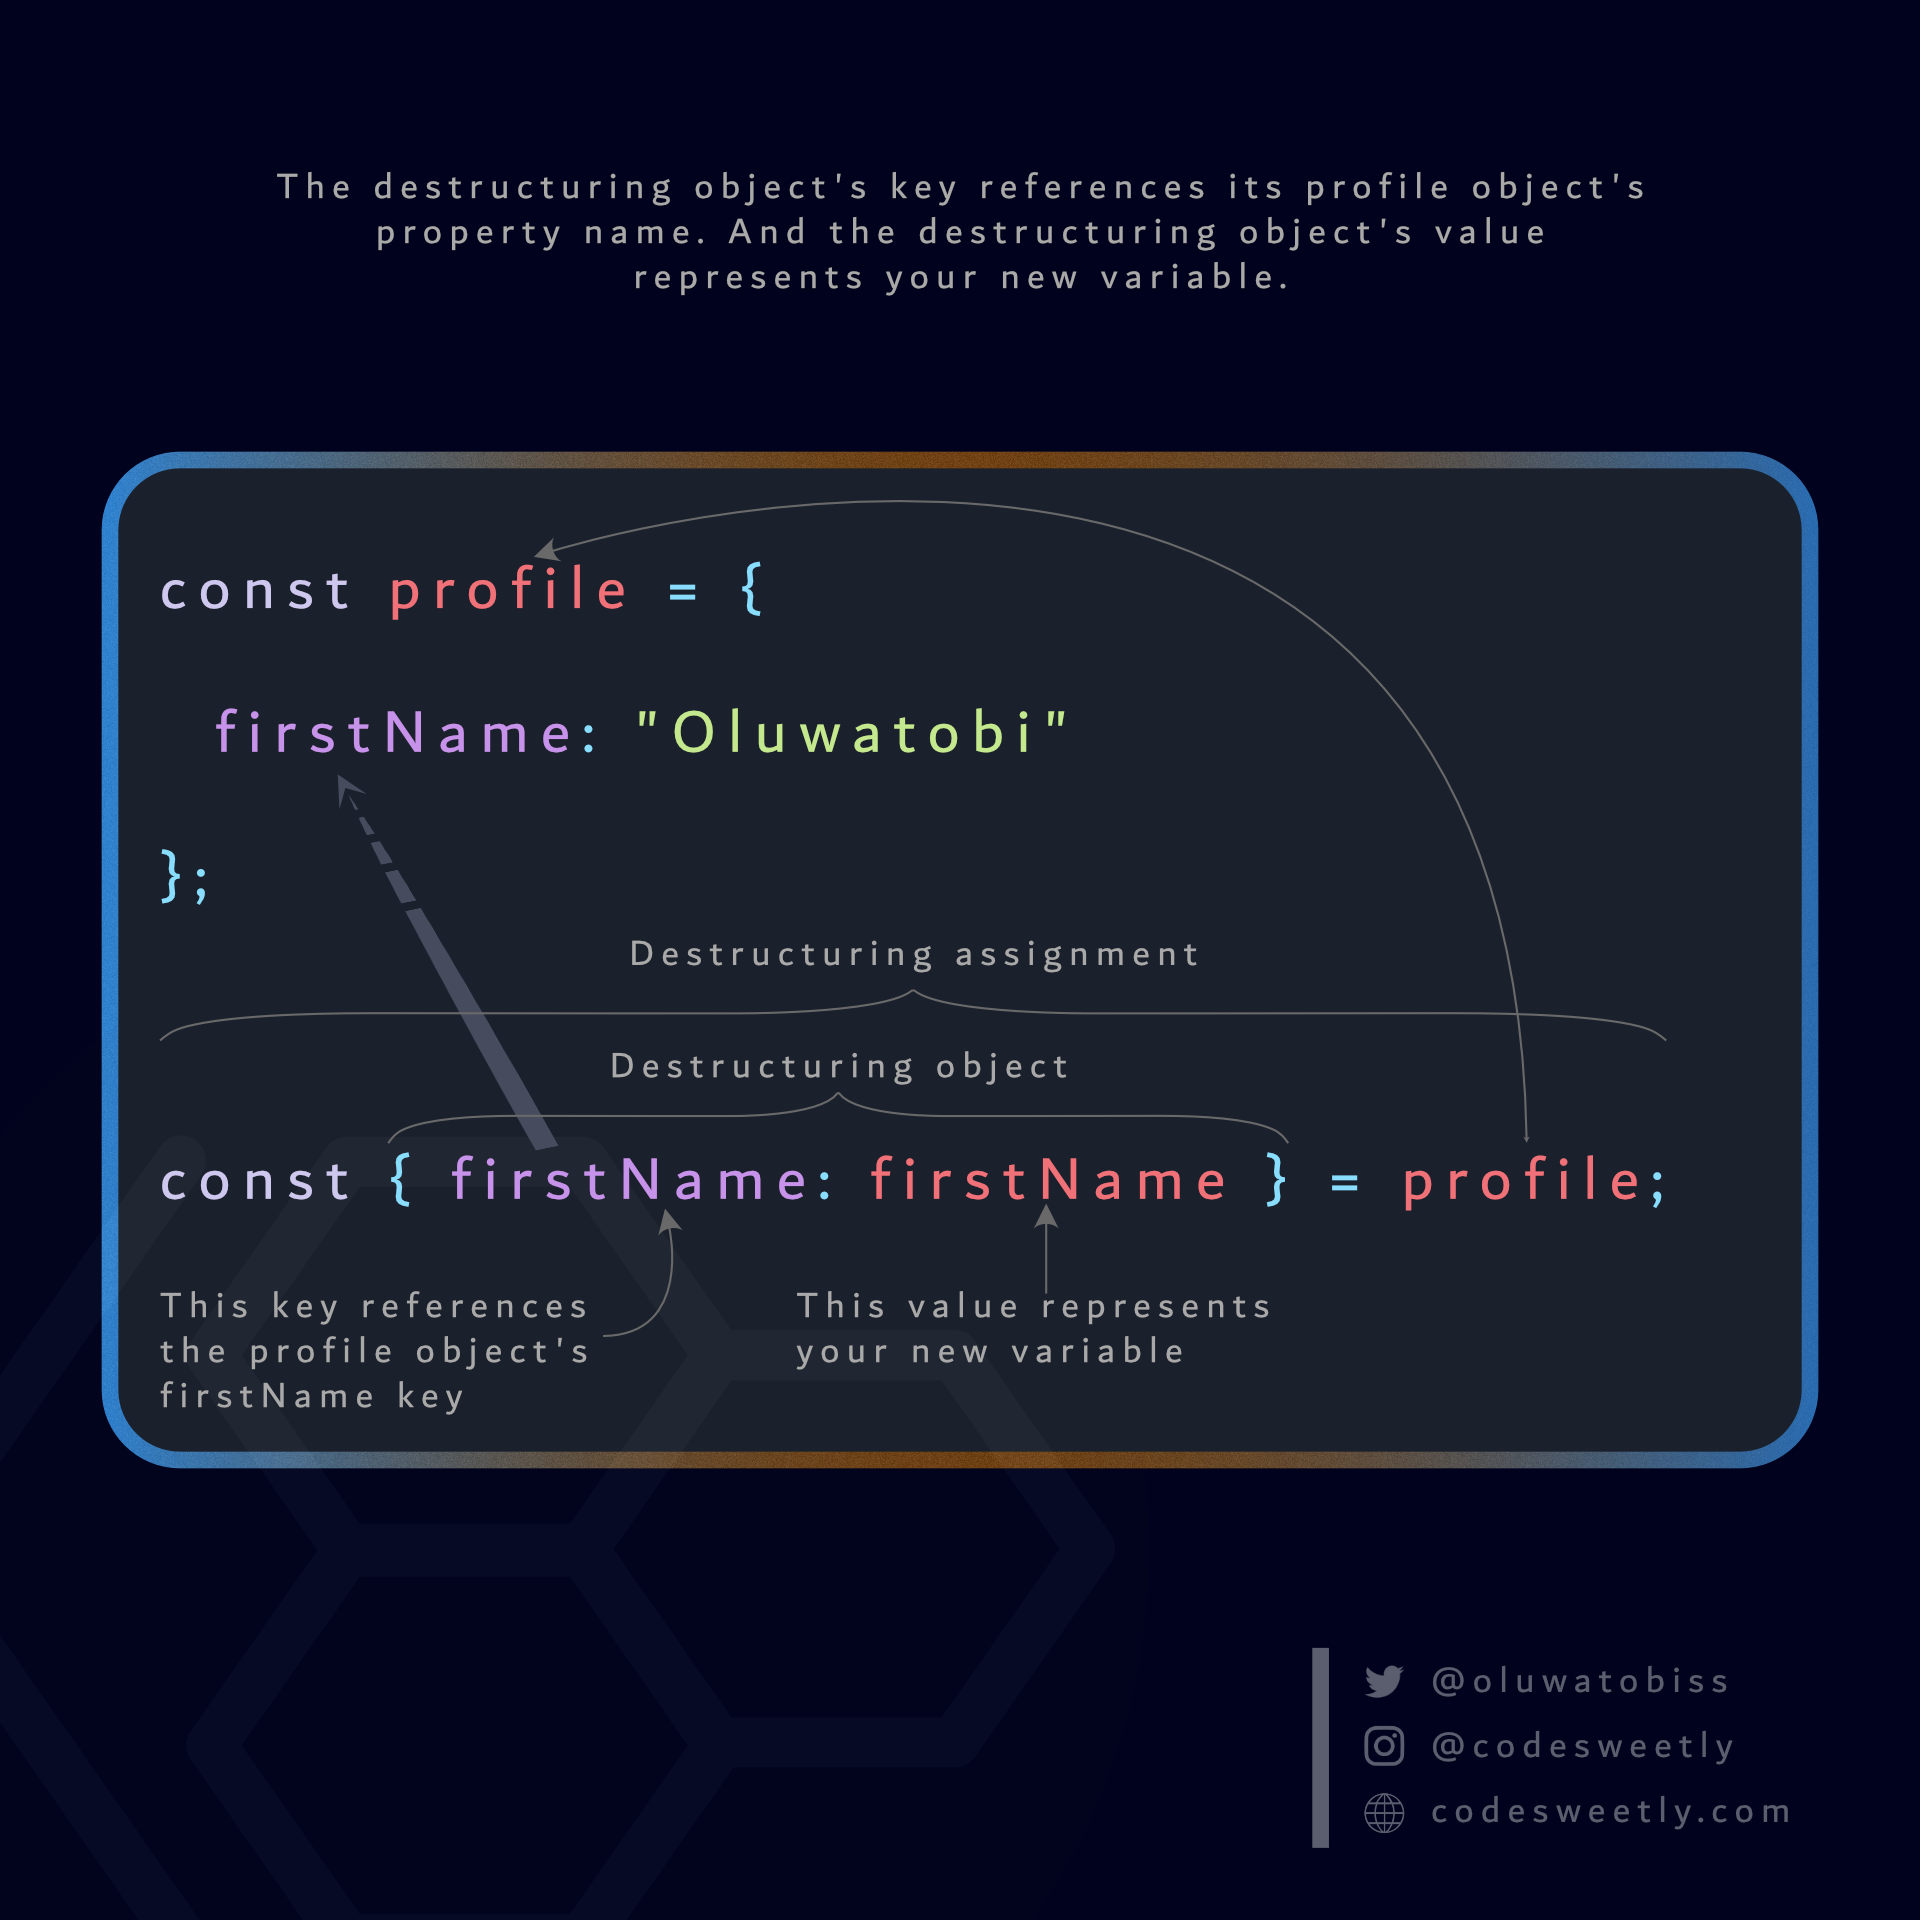 The destructuring object's key references its profile object's
property name. And the destructuring object's value
represents your new variable.
const profile = {
firstName: "Oluwatobi"
};
Destructuring assignment
Destructuring object
const { firstName: firstName } = profile;
This key references
the profile object's
firstName key
This value represents
your new variable
@oluwatobiss
@codesweetly
codesweetly.com